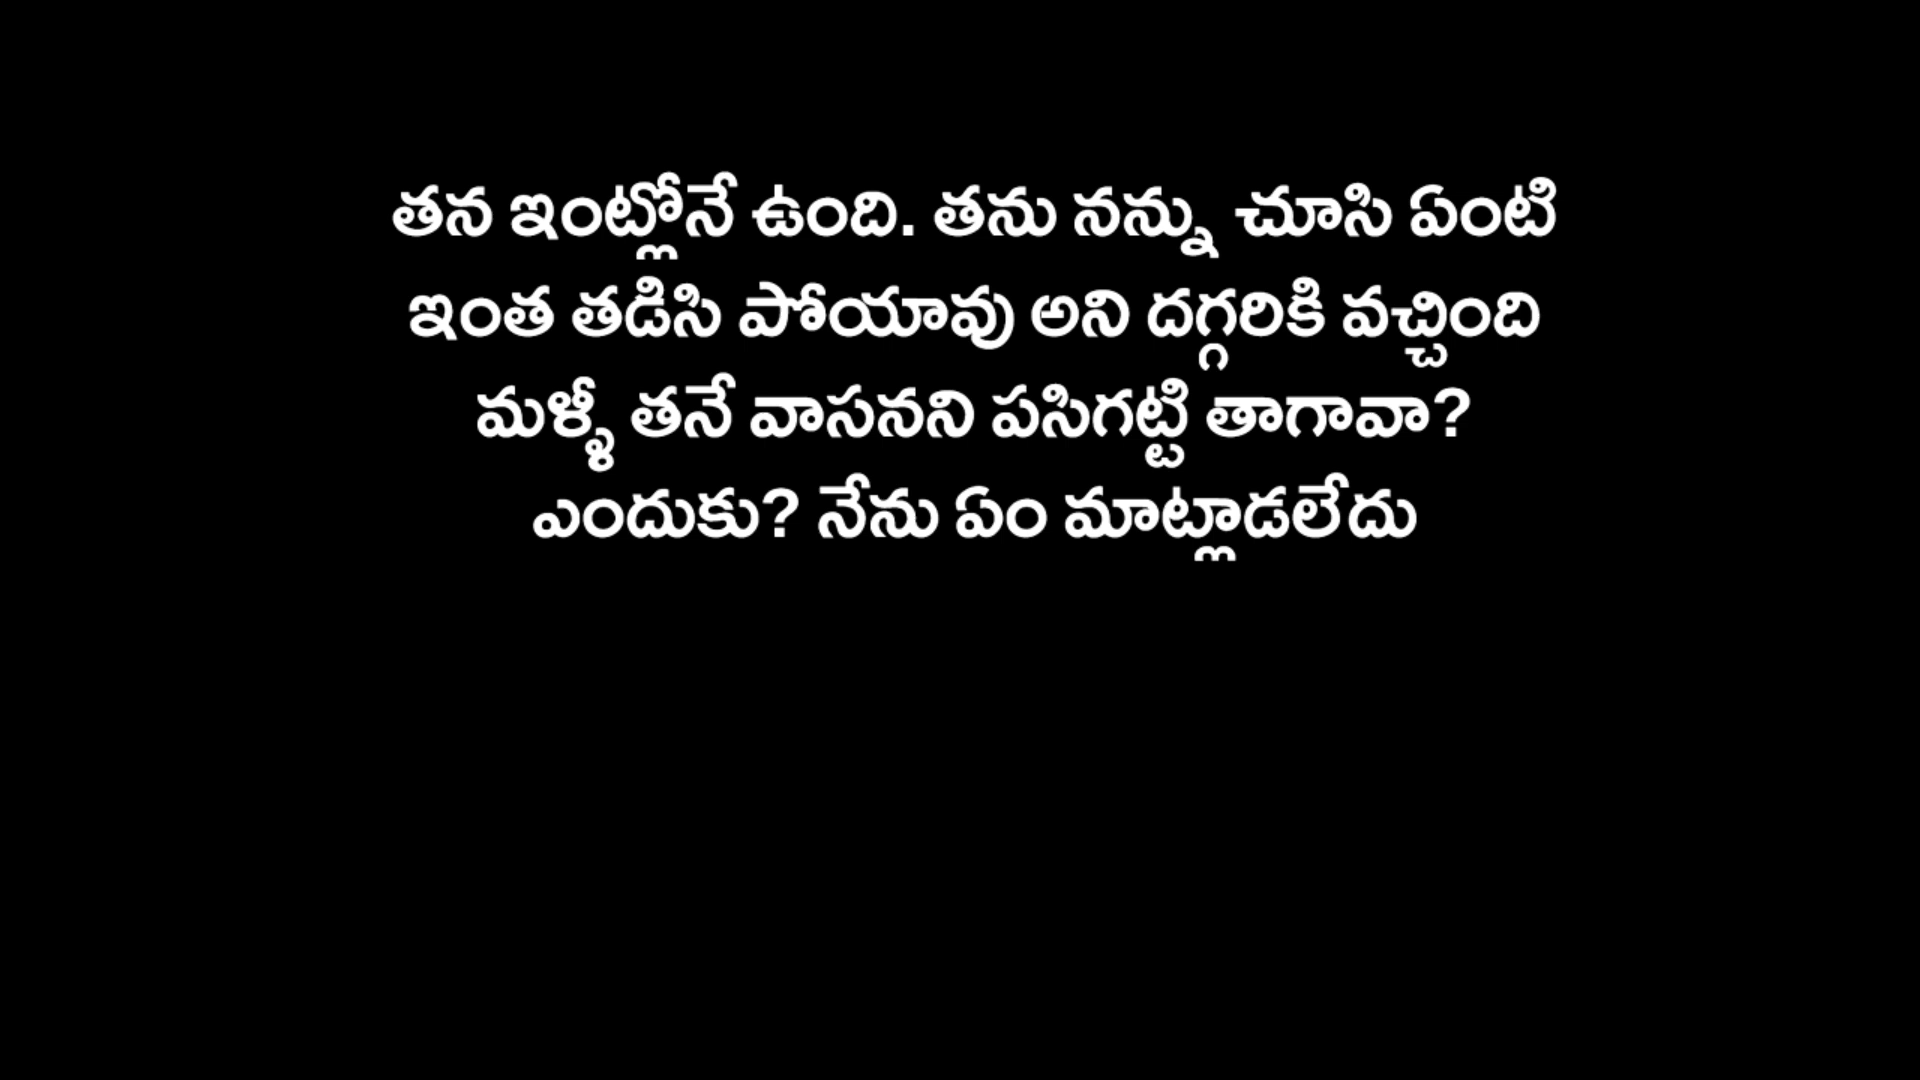 తన ఇంట్లోనే ఉంది. తను నన్ను చూసి ఏంటి
ఇంత తడిసి పోయావు అని దగ్గరికి వచ్చింది
మళ్ళీ తనే వాసనని పసిగట్టి తాగావా?
ఎందుకు? నేను ఏం మాట్లాడలేదు